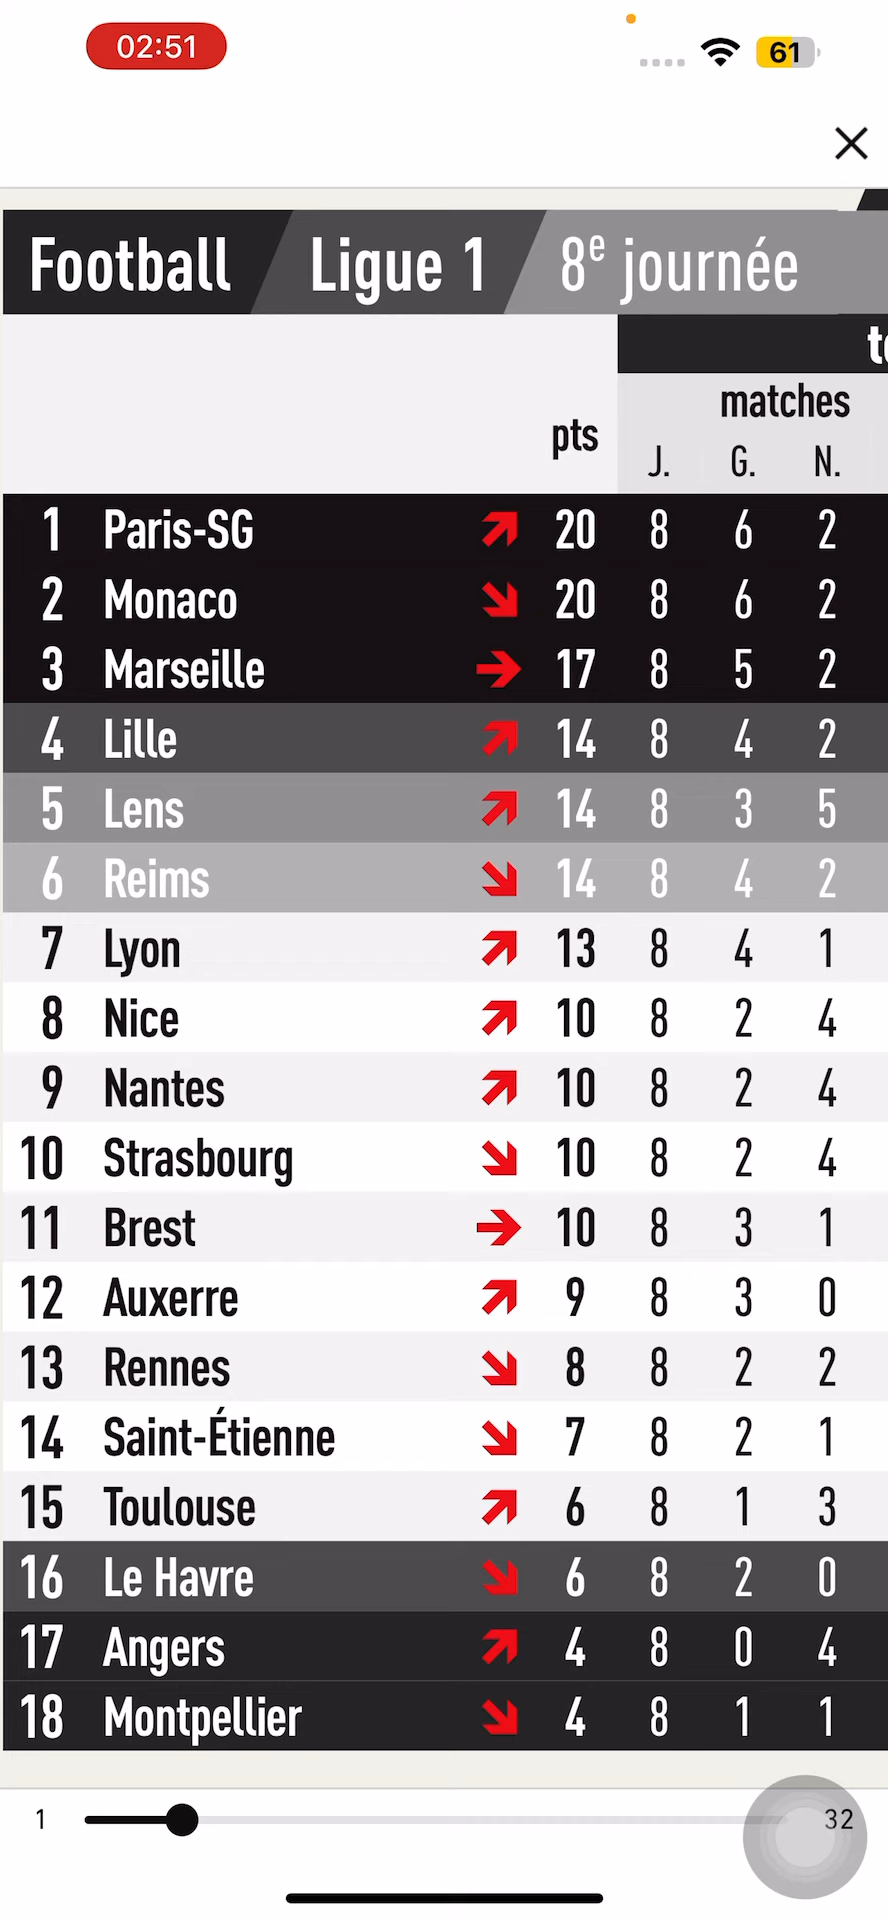 02:51
61
Football Ligue 1 8e journée
matches
pts J. G. N.
1 Paris-SG 20 8 6 2
2 Monaco 20 8 6 2
3 Marseille 17 8 5 2
4 Lille 14 8 4 2
5 Lens 14 8 3 5
6 Reims 14 8 4 2
7 Lyon 13 8 4 1
8 Nice 10 8 2 4
9 Nantes 10 8 2 4
10 Strasbourg 10 8 2 4
11 Brest 10 8 3 1
12 Auxerre 9 8 3 0
13 Rennes 8 8 2 2
14 Saint-Étienne 7 8 2 1
15 Toulouse 6 8 1 3
16 Le Havre 6 8 2 0
17 Angers 4 8 0 4
18 Montpellier 4 8 1 1
1 32